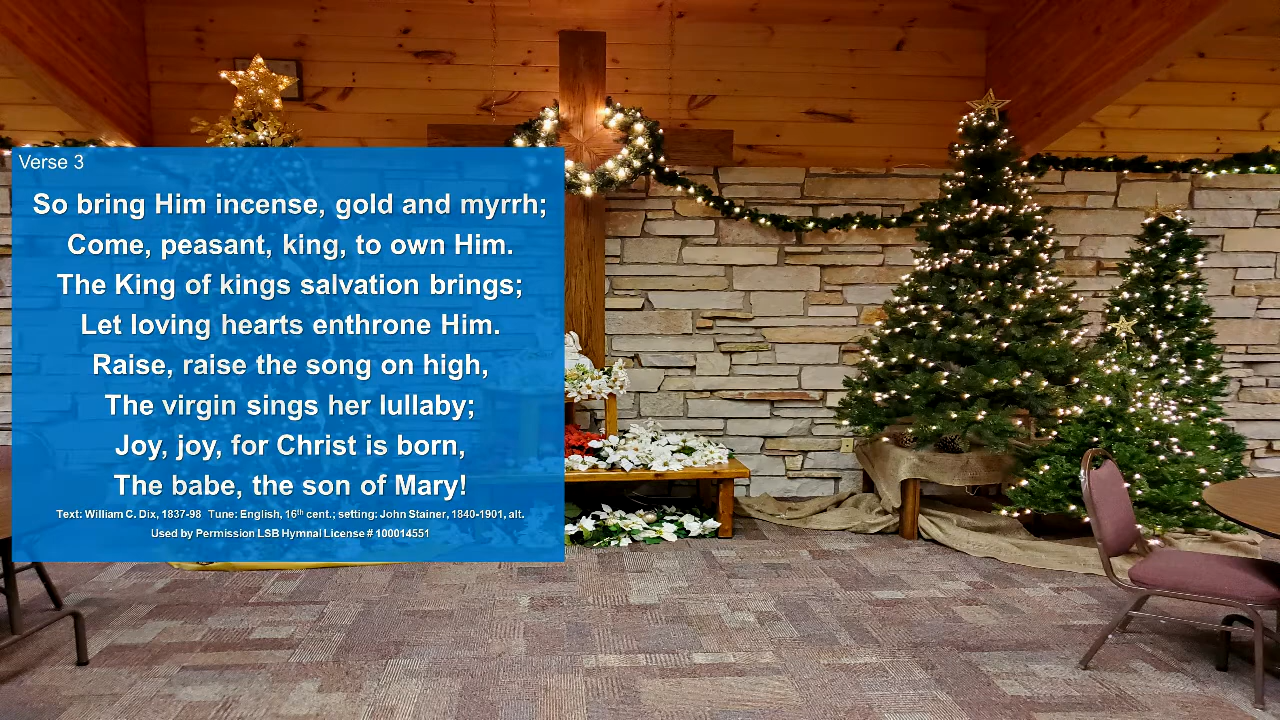 Verse 3
So bring Him incense, gold and myrrh;
Come, peasant, king, to own Him.
The King of kings salvation brings;
Let loving hearts enthrone Him.
Raise, raise the song on high,
The virgin sings her lullaby;
Joy, joy, for Christ is born,
The babe, the son of Mary!
Text: William C. Dix, 1837-98 Tune: English, 16th cent.; setting: John Stainer, 1840-1901, alt.
Used by Permission LSB Hymnal License # 100014551